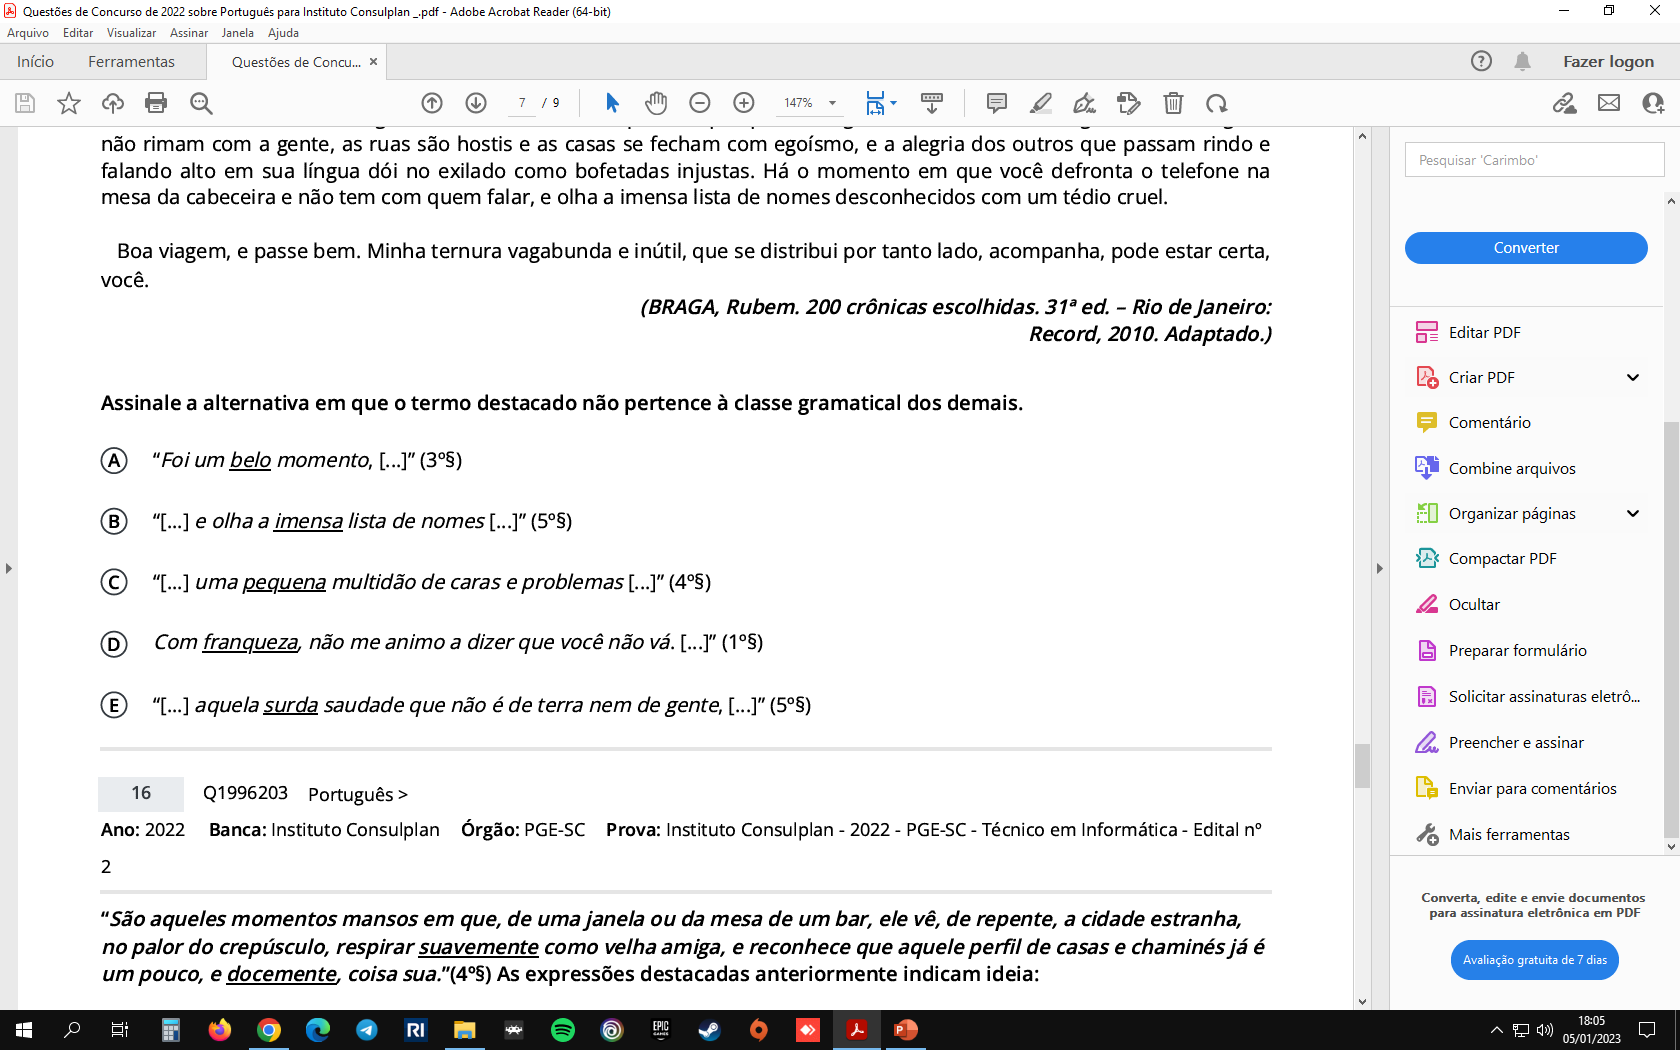 Questões de Concurso de 2022 sobre Português para Instituto Consulplan _.pdf - Adobe Acrobat Reader (64-bit)
Arquivo Editar Visualizar Assinar Janela Ajuda
Início Ferramentas Questões de Concu... × Fazer logon
7 / 9 147%
não rimam com a gente, as ruas são hostis e as casas se fecham com egoísmo, e a alegria dos outros que passam rindo e
falando alto em sua língua dói no exilado como bofetadas injustas. Há o momento em que você defronta o telefone na
mesa da cabeceira e não tem com quem falar, e olha a imensa lista de nomes desconhecidos com um tédio cruel.
Boa viagem, e passe bem. Minha ternura vagabunda e inútil, que se distribui por tanto lado, acompanha, pode estar certa,
você.
(BRAGA, Rubem. 200 crônicas escolhidas. 31ª ed. – Rio de Janeiro:
Record, 2010. Adaptado.)
Assinale a alternativa em que o termo destacado não pertence à classe gramatical dos demais.
A “Foi um belo momento, [...]” (3º§)
B “[...] e olha a imensa lista de nomes [...]” (5º§)
C “[...] uma pequena multidão de caras e problemas [...]” (4º§)
D Com franqueza, não me animo a dizer que você não vá. [...]” (1º§)
E “[...] aquela surda saudade que não é de terra nem de gente, [...]” (5º§)
16 Q1996203 Português >
Ano: 2022 Banca: Instituto Consulplan Órgão: PGE-SC Prova: Instituto Consulplan - 2022 - PGE-SC - Técnico em Informática - Edital nº
2
“São aqueles momentos mansos em que, de uma janela ou da mesa de um bar, ele vê, de repente, a cidade estranha,
no palor do crepúsculo, respirar suavemente como velha amiga, e reconhece que aquele perfil de casas e chaminés já é
um pouco, e docemente, coisa sua.”(4º§) As expressões destacadas anteriormente indicam ideia:
Pesquisar 'Carimbo'
Converter
Editar PDF
Criar PDF
Comentário
Combine arquivos
Organizar páginas
Compactar PDF
Ocultar
Preparar formulário
Solicitar assinaturas eletrô...
Preencher e assinar
Enviar para comentários
Mais ferramentas
Converta, edite e envie documentos
para assinatura eletrônica em PDF
Avaliação gratuita de 7 dias
RI
EPIC
GAMES
18:05
05/01/2023